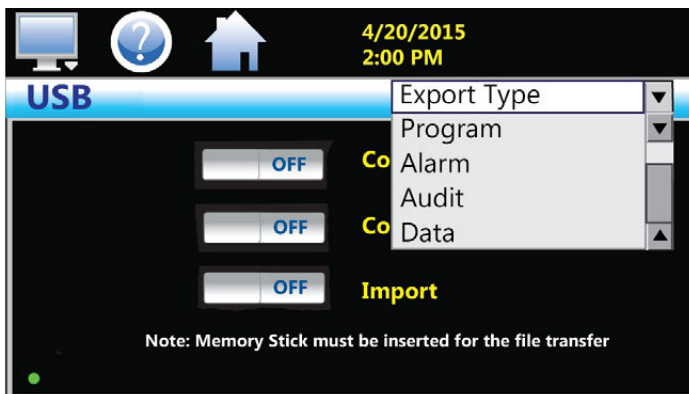 ?
4/20/2015
2:00 PM
USB
Export Type
Program
Alarm
Audit
Data
OFF
Co
OFF
Co
OFF
Import
Note: Memory Stick must be inserted for the file transfer